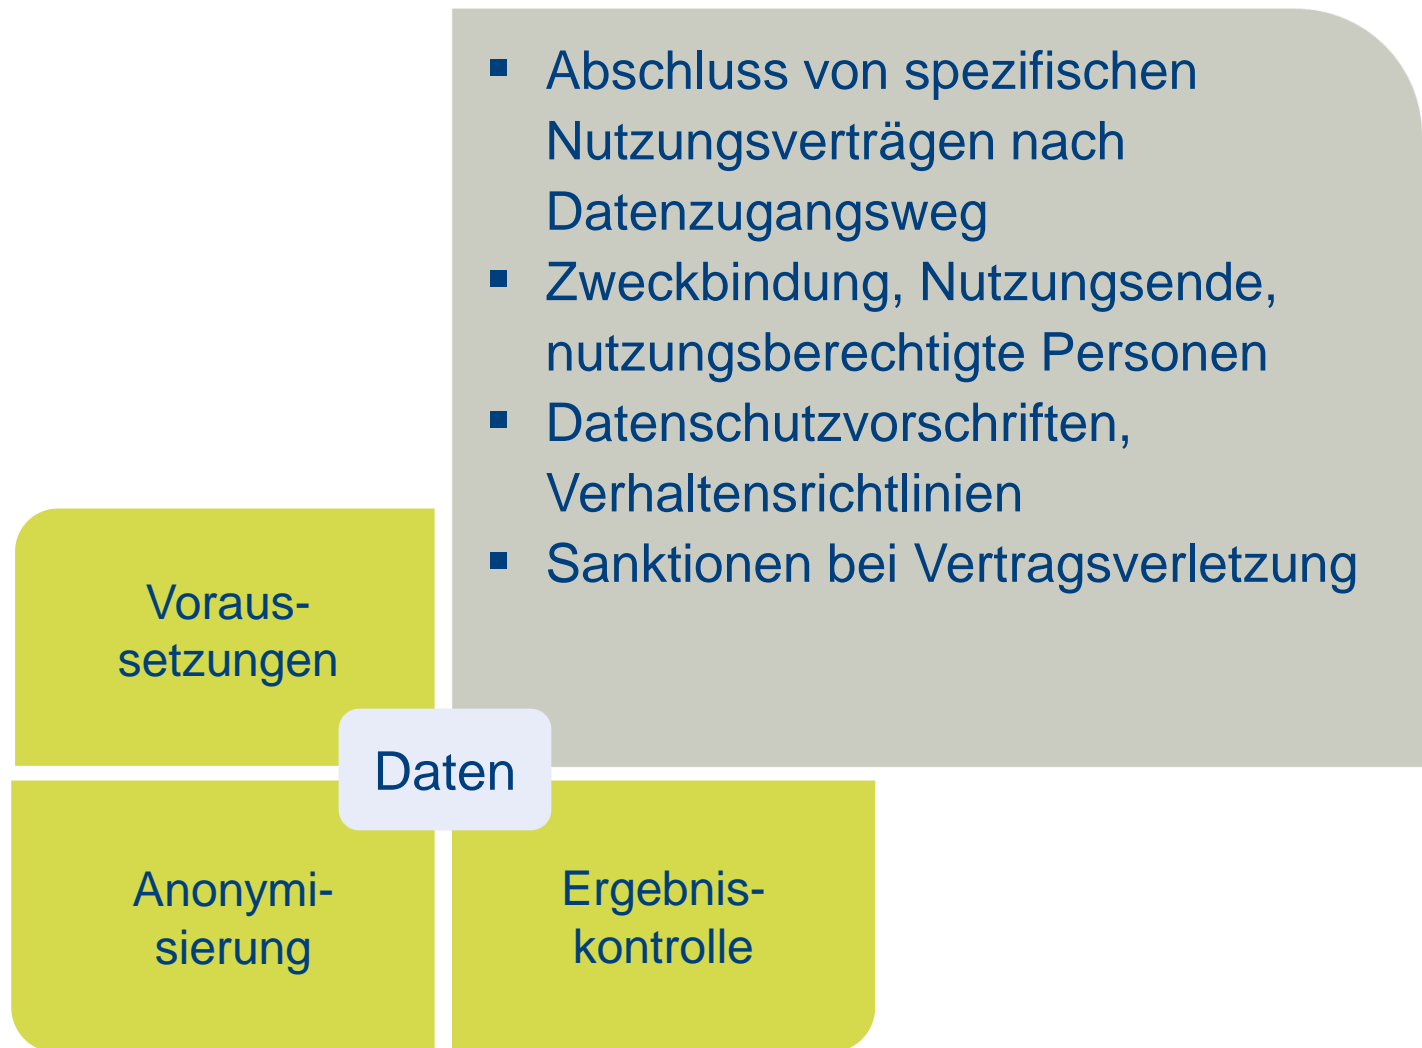 ▪ Abschluss von spezifischen
Nutzungsverträgen nach
Datenzugangsweg
▪ Zweckbindung, Nutzungsende,
nutzungsberechtigte Personen
▪ Datenschutzvorschriften,
Verhaltensrichtlinien
▪ Sanktionen bei Vertragsverletzung
Voraus-
setzungen
Daten
Anonymi-
sierung
Ergebnis-
kontrolle